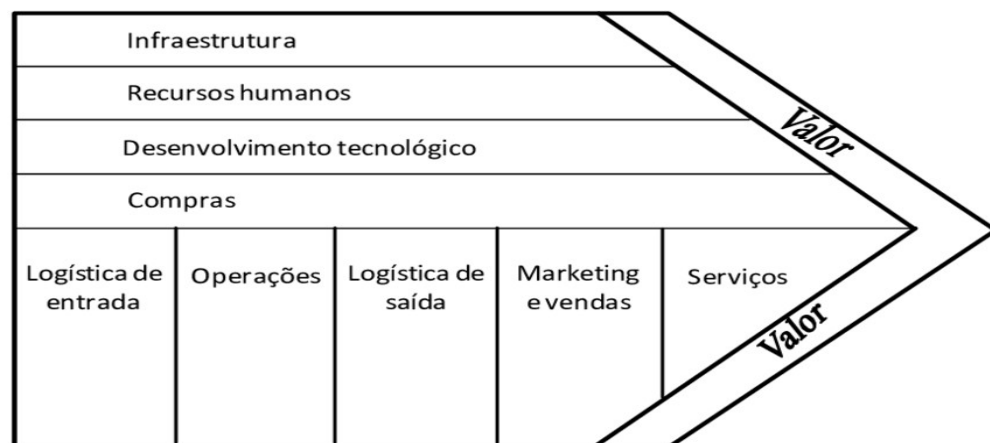 Infraestrutura
Recursos humanos
Desenvolvimento tecnológico
Compras
Valor
Logística de
entrada
Operações
Logística de
saída
Marketing
e vendas
Serviços
Valor